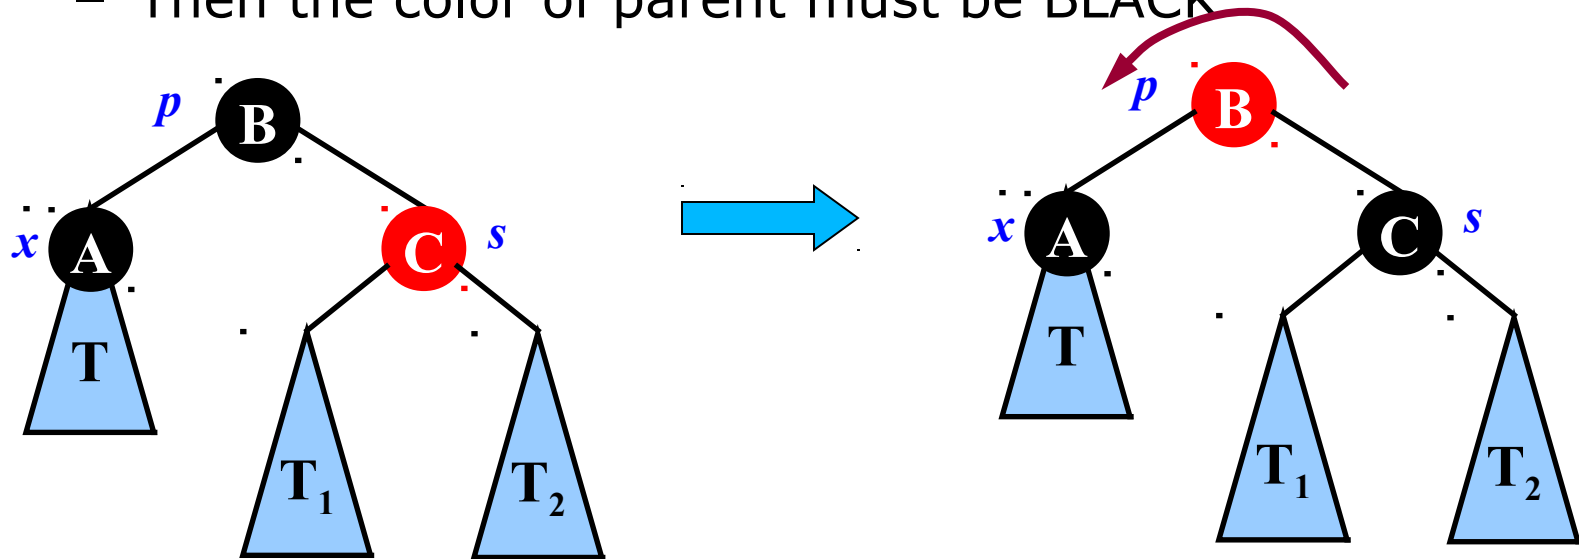 – Then the color of parent must be BLACK
p B
x A
C s
T
T1
T2
p B
x A
C s
T
T1
T2